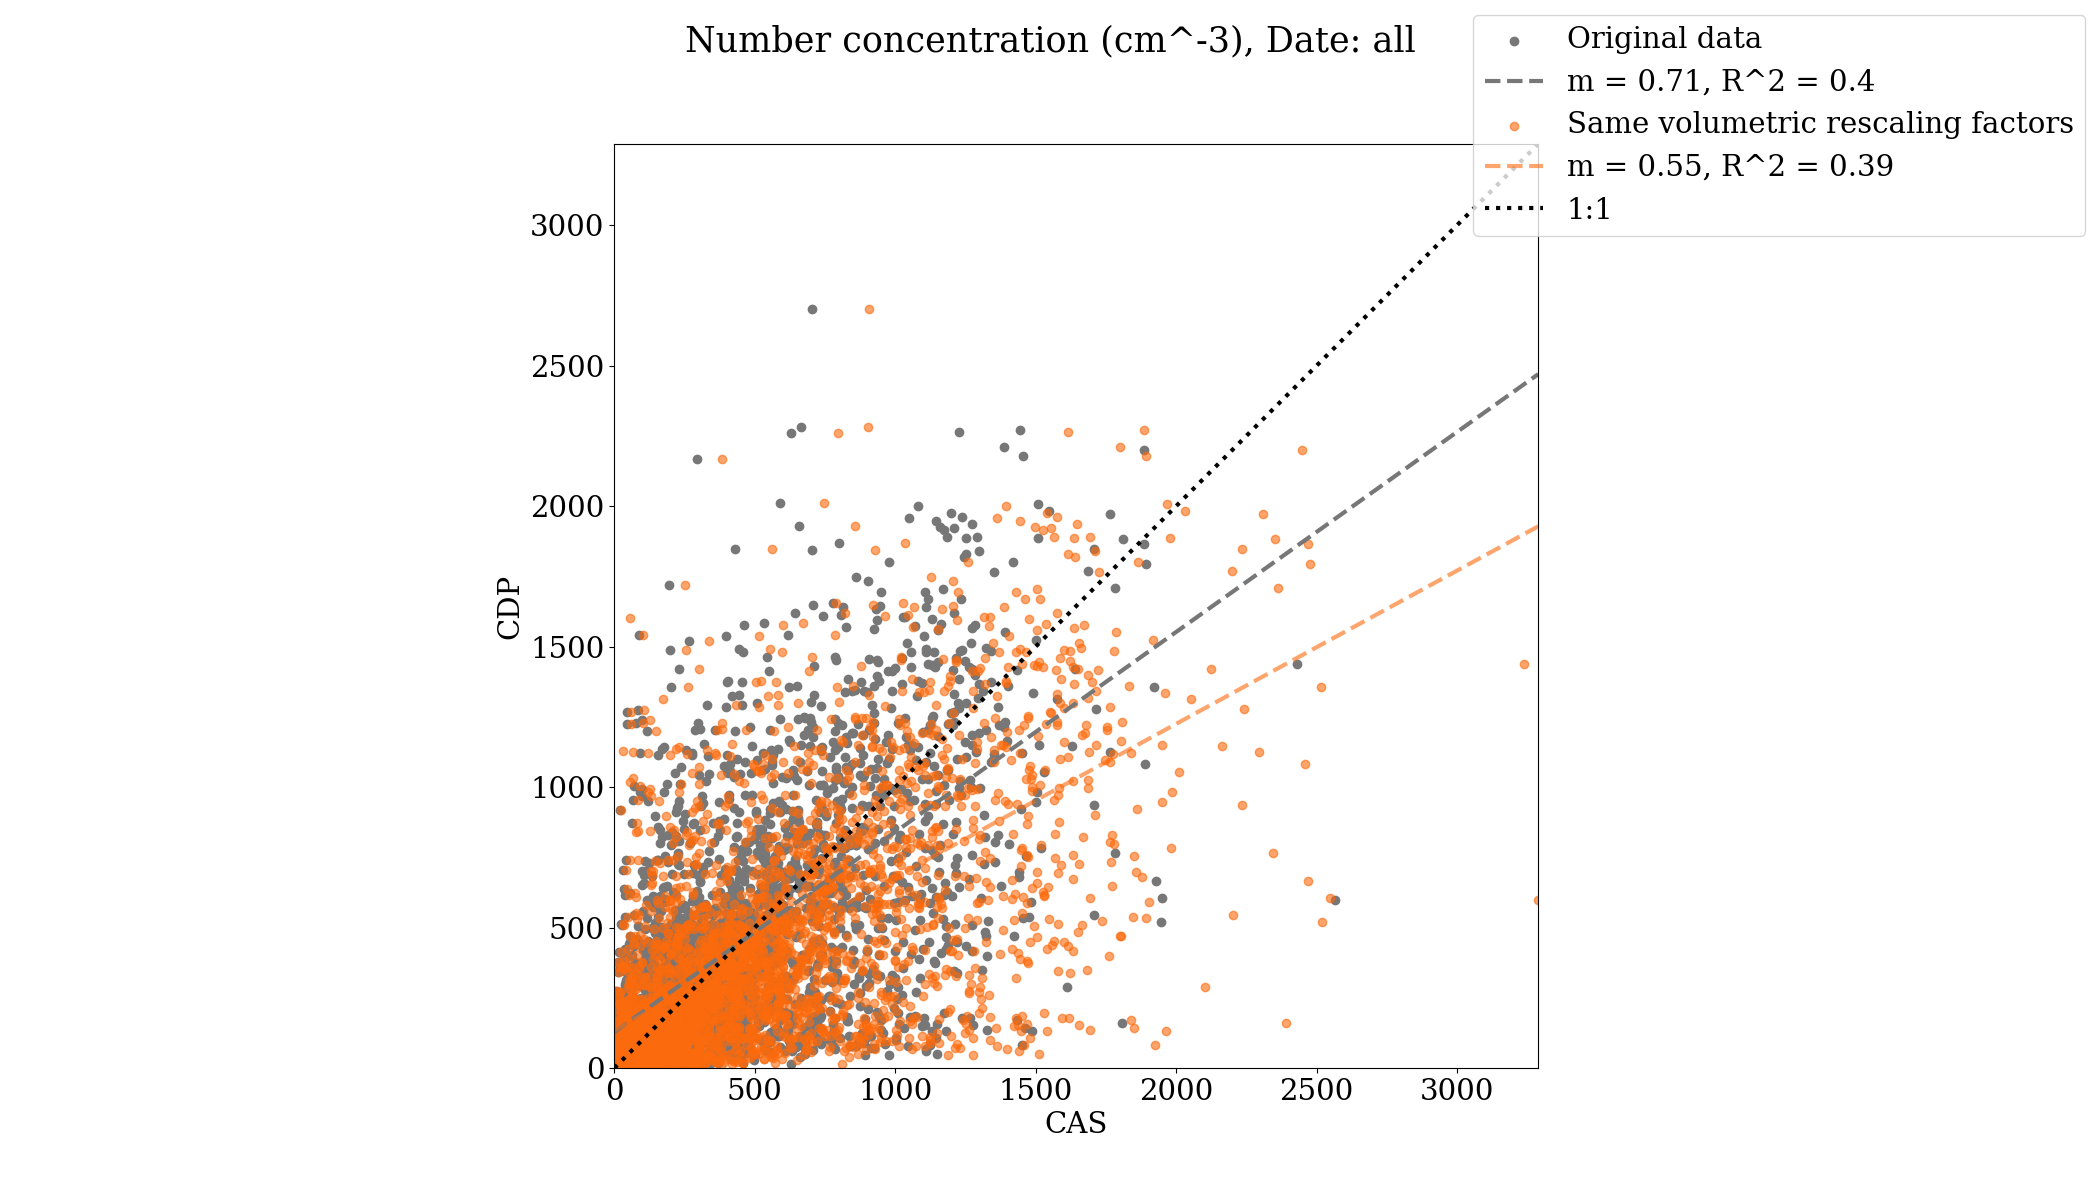 Number concentration (cm^-3), Date: all
Original data
m = 0.71, R^2 = 0.4
Same volumetric rescaling factors
m = 0.55, R^2 = 0.39
1:1
3000
2500
2000
1500
1000
500
0
CDP
0 500 1000 1500 2000 2500 3000
CAS